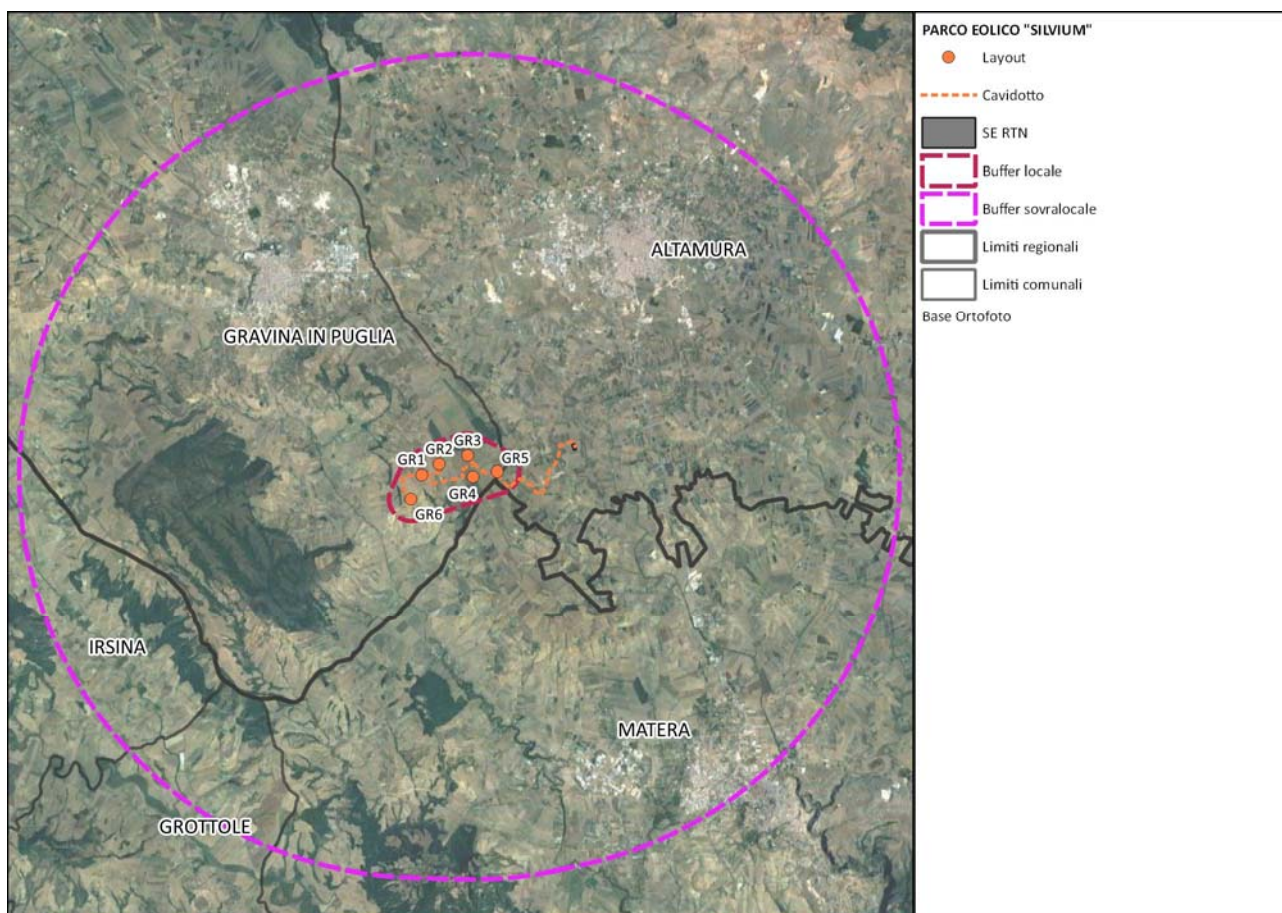 PARCO EOLICO "SILVIUM"
Layout
Cavidotto
SE RTN
Buffer locale
Buffer sovralocale
Limiti regionali
Limiti comunali
Base Ortofoto
ALTAMURA
GRAVINA IN PUGLIA
GR3
GR2
GR1
GR5
GR4
GR6
IRSINA
MATERA
GROTTOLE